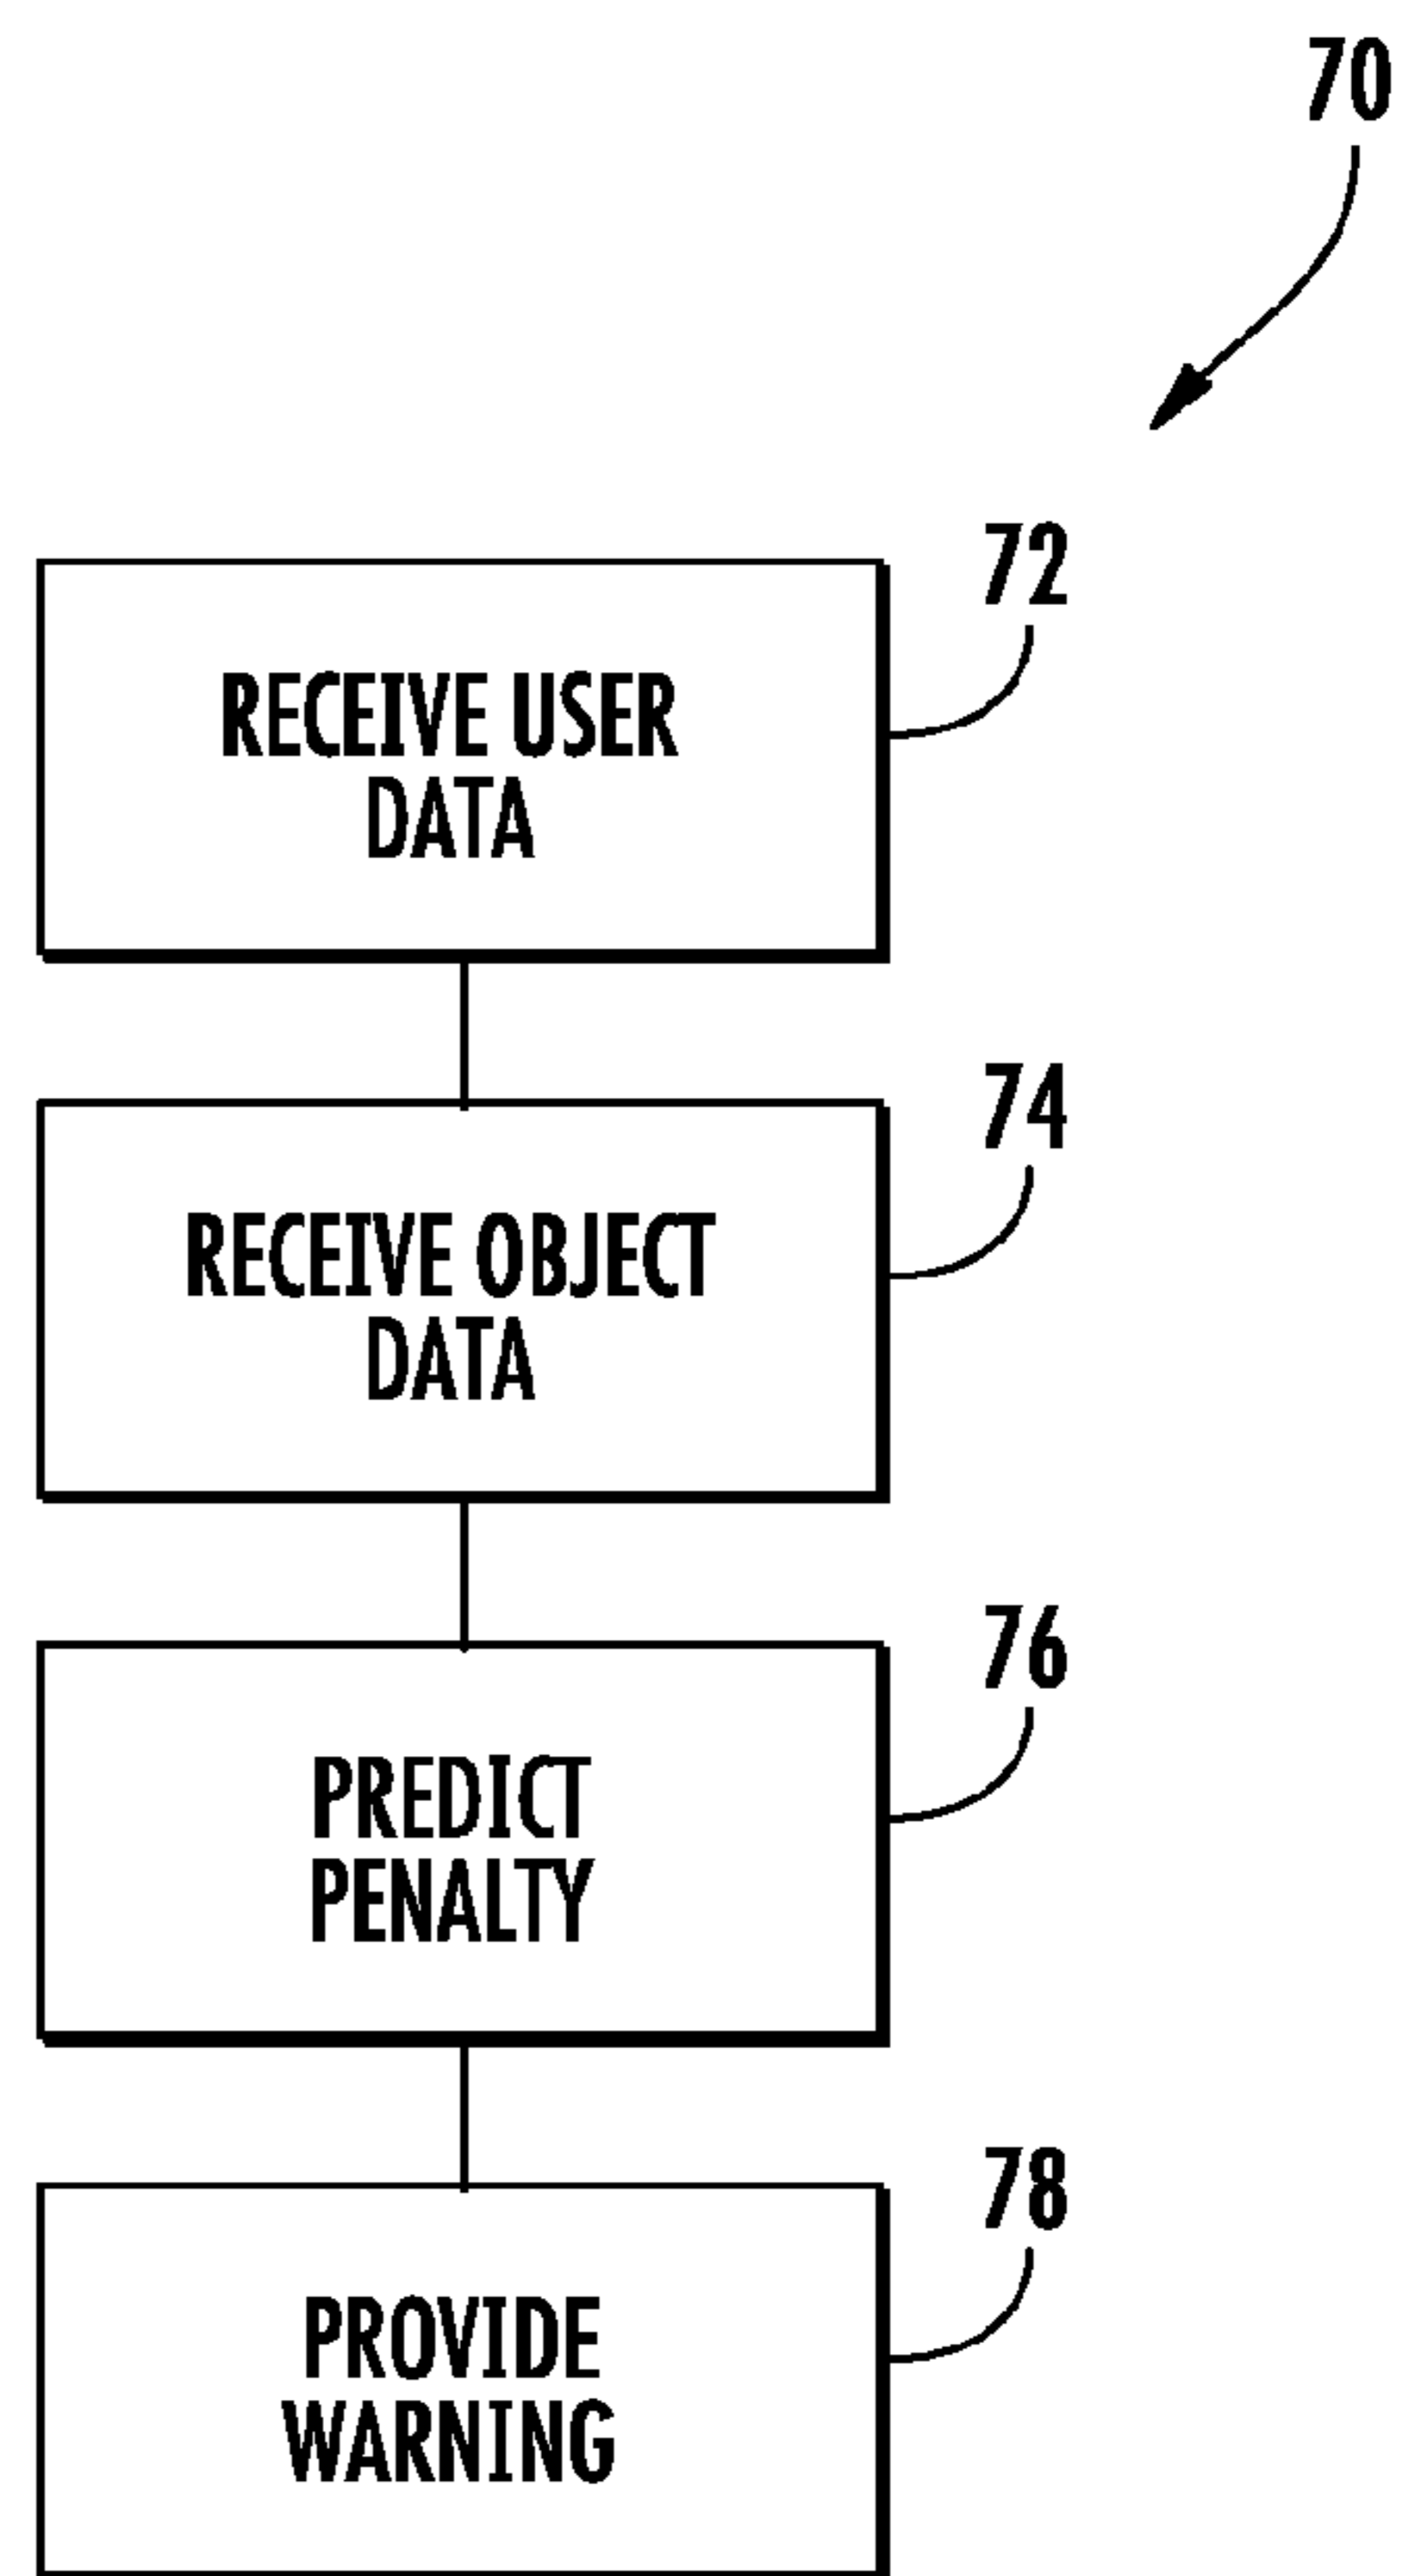 70
72
RECEIVE USER
DATA
74
RECEIVE OBJECT
DATA
76
PREDICT
PENALTY
78
PROVIDE
WARNING